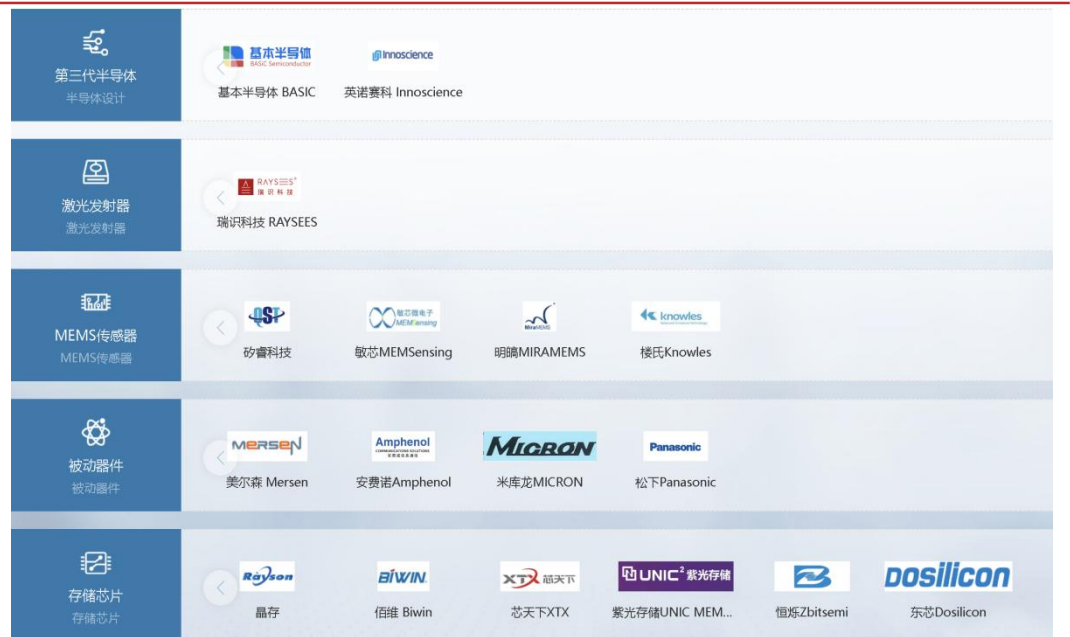 第三代半导体
半导体设计
基本半导体
BASiC Semiconductor
Innoscience
基本半导体 BASIC
英诺赛科 Innoscience
激光发射器
激光发射器
RAYSEES
瑞识科技
瑞识科技 RAYSEES
MEMS传感器
MEMS传感器
QST
敏芯微电子
MEMSensing
MiraMEMS
knowles
矽睿科技
敏芯MEMSensing
明皜MIRAMEMS
楼氏Knowles
被动器件
被动器件
MERSEN
Amphenol
COMMUNICATIONS SOLUTIONS
MICRON
Panasonic
美尔森 Mersen
安费诺Amphenol
米库龙MICRON
松下Panasonic
存储芯片
存储芯片
Rayson
BIWIN
XTX 芯天下
UNIC² 紫光存储
DOSilicon
晶存
佰维 Biwin
芯天下XTX
紫光存储UNIC MEM...
恒烁Zbitsemi
东芯Dosilicon